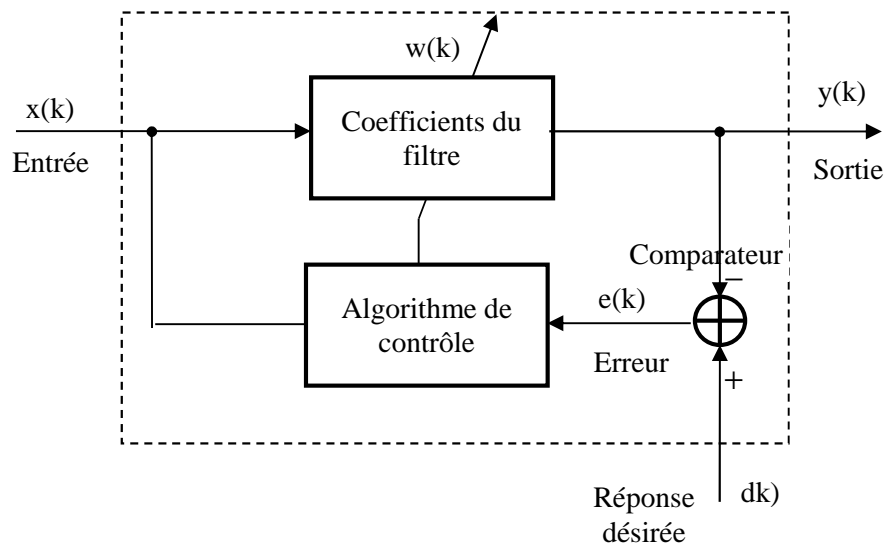 w(k)
x(k)
y(k)
Coefficients du
filtre
Entrée
Sortie
Comparateur
−
e(k)
Algorithme de
contrôle
Erreur
+
Réponse
désirée
dk)